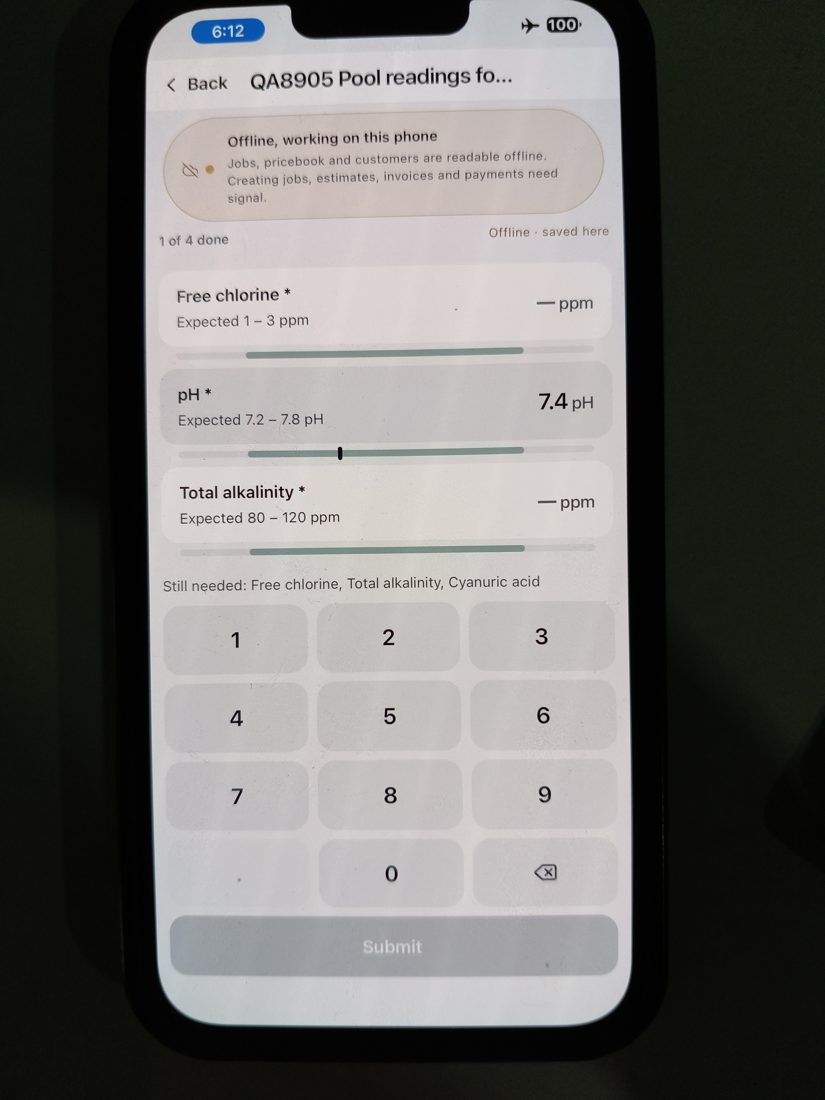 6:12
100
Back QA8905 Pool readings fo...
Offline, working on this phone
Jobs, pricebook and customers are readable offline.
Creating jobs, estimates, invoices and payments need
signal.
1 of 4 done
Offline · saved here
Free chlorine *
— ppm
Expected 1 – 3 ppm
pH *
7.4 pH
Expected 7.2 – 7.8 pH
Total alkalinity *
— ppm
Expected 80 – 120 ppm
Still needed: Free chlorine, Total alkalinity, Cyanuric acid
1 2 3
4 5 6
7 8 9
. 0
Submit